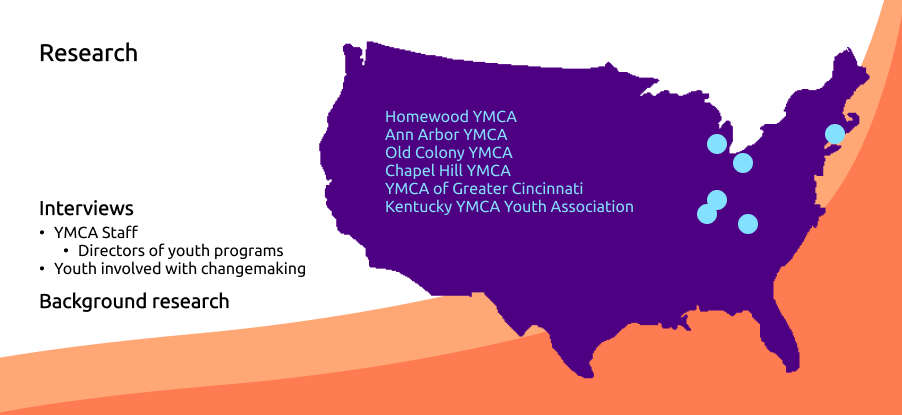 Research
Interviews
• YMCA Staff
• Directors of youth programs
• Youth involved with changemaking
Background research
Homewood YMCA
Ann Arbor YMCA
Old Colony YMCA
Chapel Hill YMCA
YMCA of Greater Cincinnati
Kentucky YMCA Youth Association